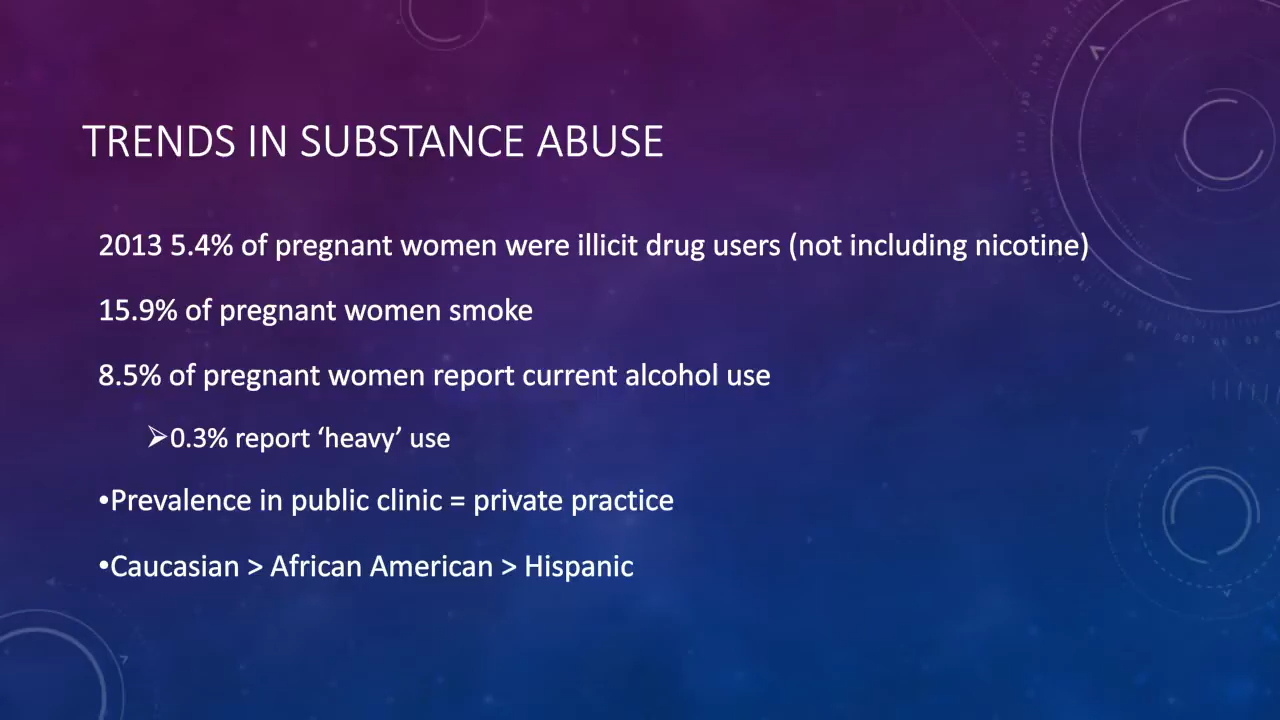 TRENDS IN SUBSTANCE ABUSE
2013 5.4% of pregnant women were illicit drug users (not including nicotine)
15.9% of pregnant women smoke
8.5% of pregnant women report current alcohol use
➢0.3% report ‘heavy’ use
•Prevalence in public clinic = private practice
•Caucasian > African American > Hispanic